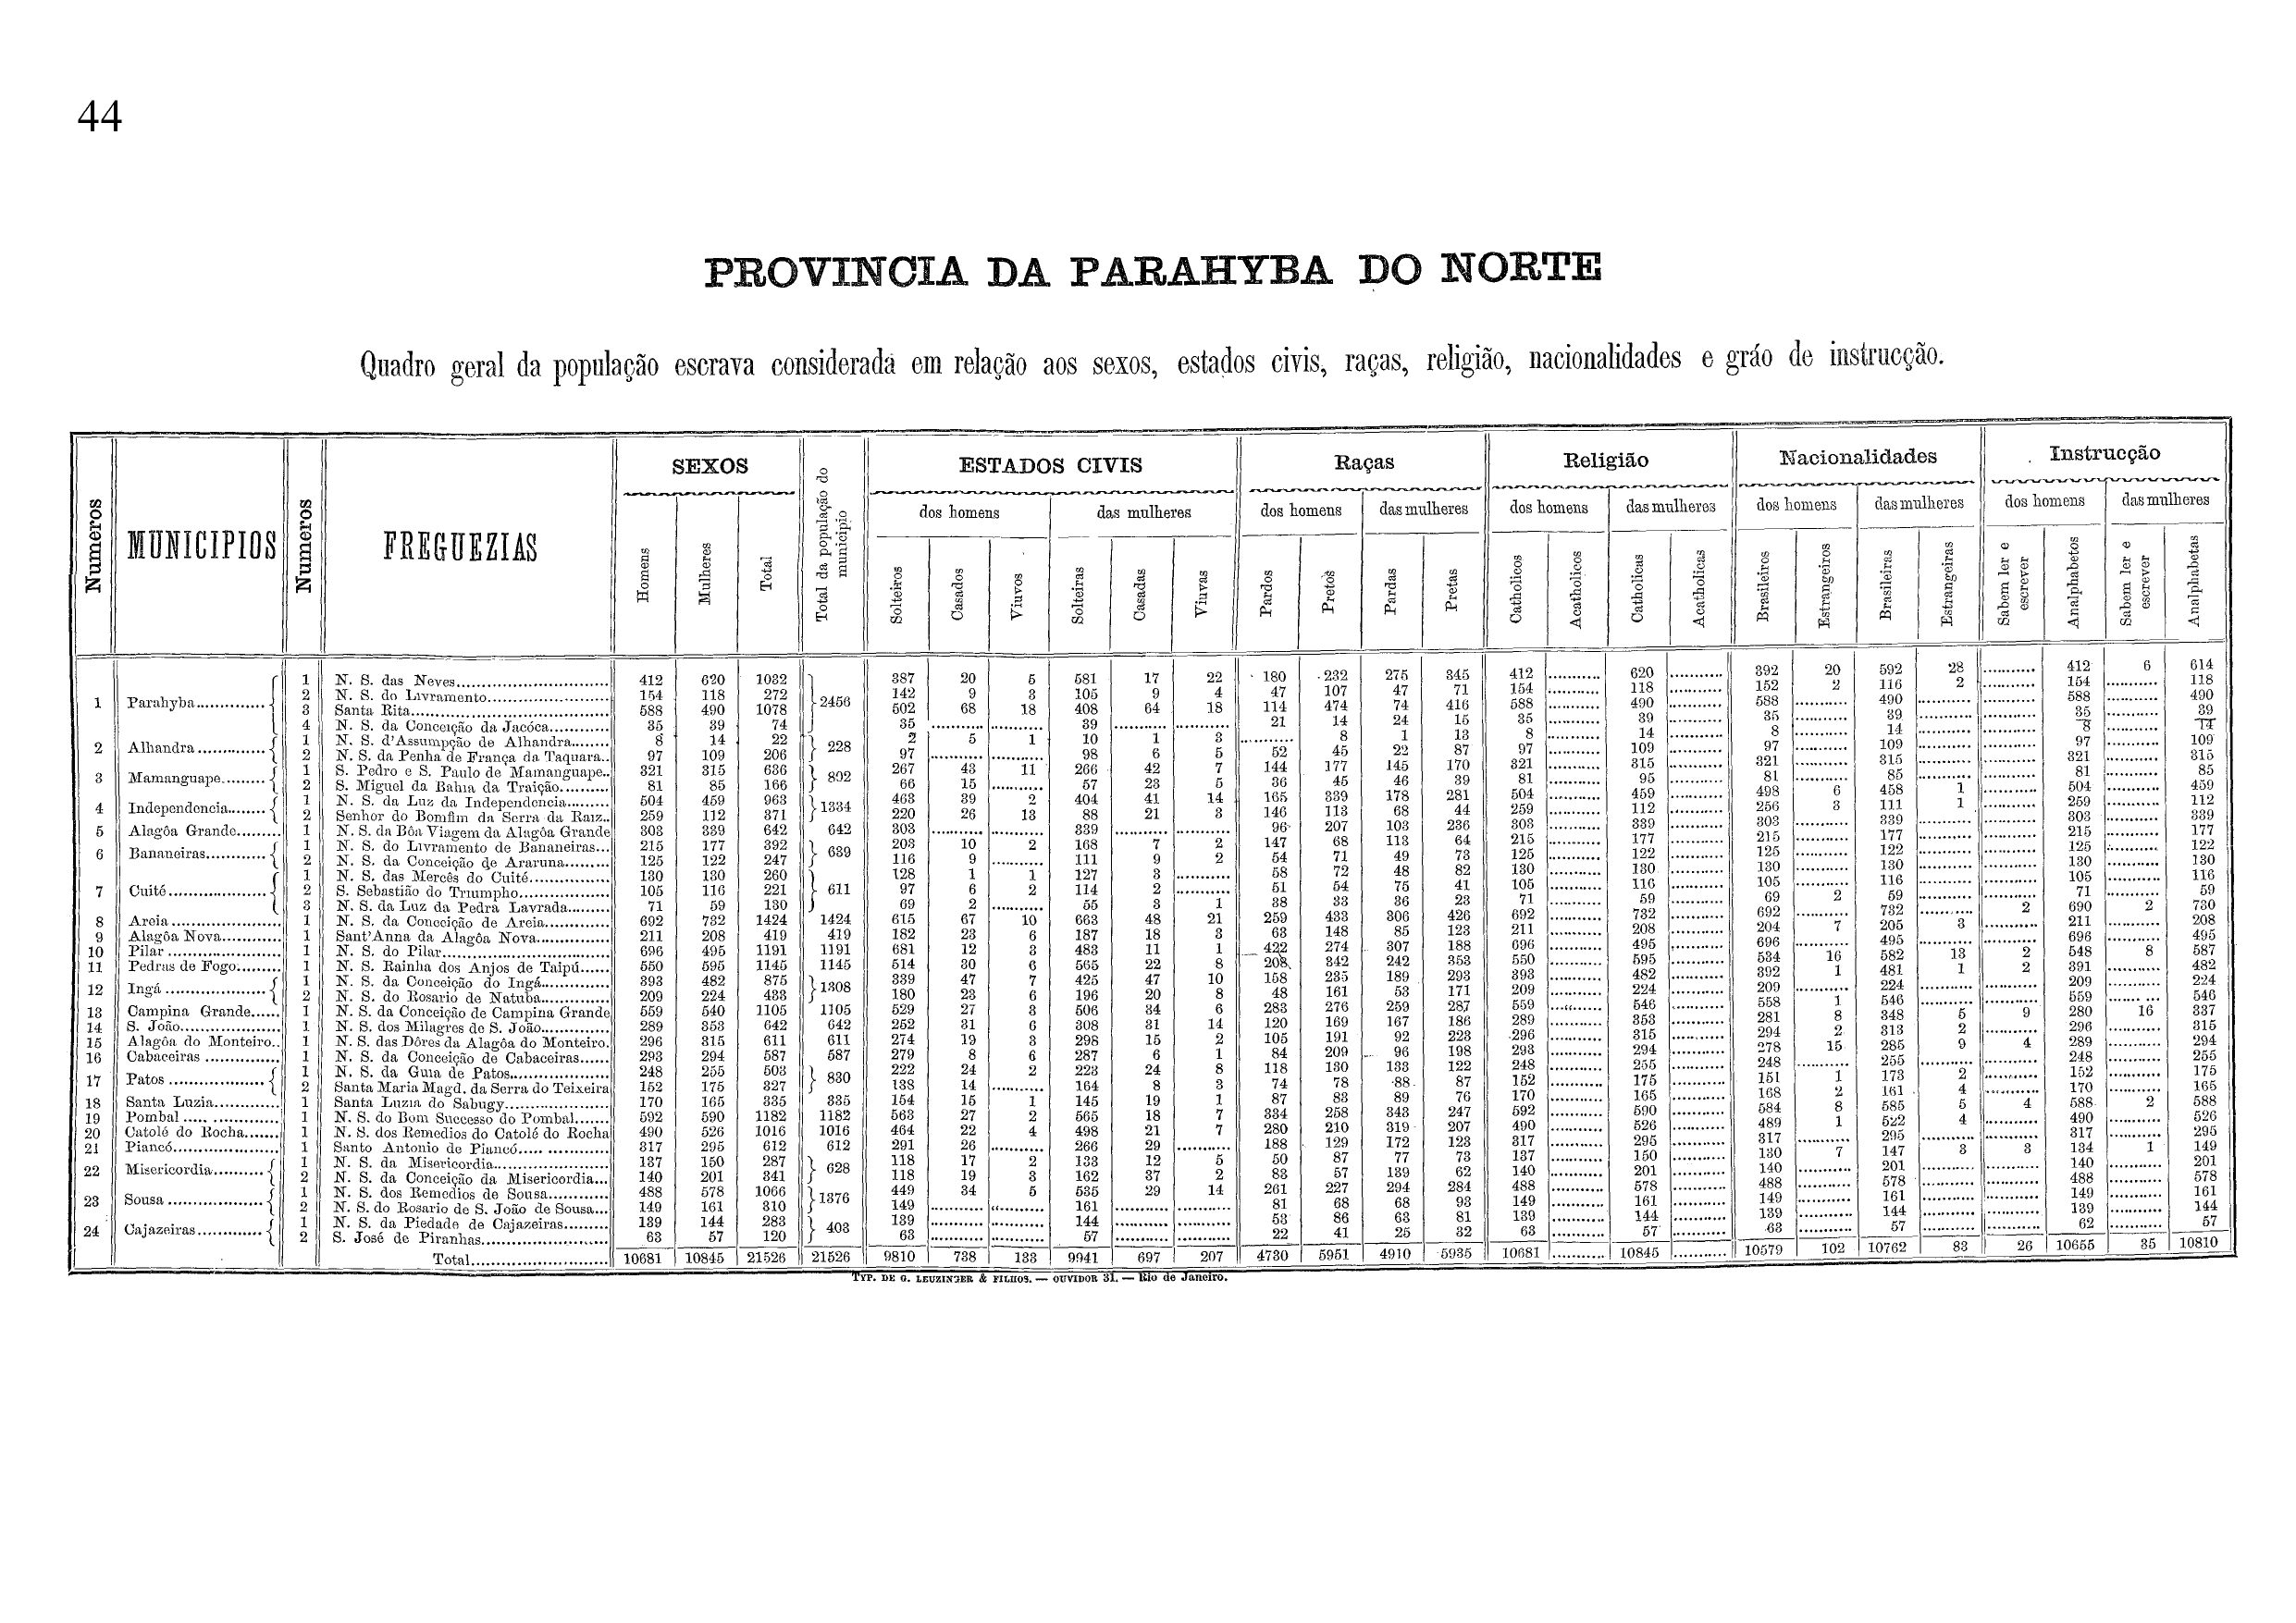 44
PROVINCIA DA PARAHYBA DO NORTE
Quadro geral da população escrava considerada em relação aos sexos, estados civis, raças, religião, nacionalidades e gráo de instrucção.
Numeros MUNICIPIOS Numeros FREGUEZIAS SEXOS Total da população do municipio ESTADOS CIVIS Raças Religião Nacionalidades Instrucção
dos homens das mulheres dos homens das mulheres dos homens das mulheres dos homens das mulheres dos homens das mulheres
Homens Mulheres Total Solteiros Casados Viuvos Solteiras Casadas Viuvas Pardos Pretos Pardas Pretas Catholicos Acatholicos Catholicas Acatholicas Brasileiros Estrangeiros Brasileiras Estrangeiras Sabem ler e escrever Analphabetos Sabem ler e escrever Analphabetas
1 Parahyba 1 N. S. das Neves 412 620 1032 2456 387 20 5 581 17 22 180 232 275 345 412 620 392 20 592 28 412 6 614
2 N. S. do Livramento 154 118 272 142 9 3 105 9 4 47 107 47 71 154 118 152 2 116 2 154 118
3 Santa Rita 588 490 1078 502 68 18 408 64 18 114 474 74 416 588 490 588 490 588 490
4 N. S. da Conceição da Jacóca 35 39 74 35 39 21 14 24 15 35 39 35 39 35 39
2 Alhandra 1 N. S. d'Assumpção de Alhandra 8 14 22 228 2 5 1 10 1 3 8 1 13 8 14 8 14 8 14
2 N. S. da Penha de França da Taquara 97 109 206 97 98 6 5 52 45 22 87 97 109 97 109 97 109
3 Mamanguape 1 S. Pedro e S. Paulo de Mamanguape 321 315 636 802 267 43 11 266 42 7 144 177 145 170 321 315 321 315 321 315
2 S. Miguel da Bahia da Traição 81 85 166 66 15 57 23 5 36 45 46 39 81 95 81 85 81 85
4 Independencia 1 N. S. da Luz da Independencia 504 459 963 1334 463 39 2 404 41 14 165 339 178 281 504 459 498 6 458 1 504 459
2 Senhor do Bomfim da Serra da Raiz 259 112 371 220 26 13 88 21 3 146 113 68 44 259 112 256 3 111 1 259 112
5 Alagôa Grande 1 N. S. da Bôa Viagem da Alagôa Grande 303 339 642 642 303 339 96 207 103 236 303 339 303 339 303 339
6 Bananeiras 1 N. S. do Livramento de Bananeiras 215 177 392 639 203 10 2 168 7 2 147 68 113 64 215 177 215 177 215 177
2 N. S. da Conceição de Araruna 125 122 247 116 9 111 9 2 54 71 49 73 125 122 125 122 125 122
7 Cuité 1 N. S. das Mercês do Cuité 130 130 260 611 128 1 1 127 3 58 72 48 82 130 130 130 130 130 130
2 S. Sebastião do Triumpho 105 116 221 97 6 2 114 2 51 54 75 41 105 116 105 116 105 116
3 N. S. da Luz da Pedra Lavrada 71 59 130 69 2 55 3 1 38 33 36 23 71 59 69 2 59 71 59
8 Areia 1 N. S. da Conceição de Areia 692 732 1424 1424 615 67 10 663 48 21 259 433 306 426 692 732 692 732 2 690 2 730
9 Alagôa Nova 1 Sant'Anna da Alagôa Nova 211 208 419 419 182 23 6 187 18 3 63 148 85 123 211 208 204 7 205 3 211 208
10 Pilar 1 N. S. do Pilar 696 495 1191 1191 681 12 3 483 11 1 422 274 307 188 696 495 696 495 696 495
11 Pedras de Fogo 1 N. S. Rainha dos Anjos de Taipú 550 595 1145 1145 514 30 6 565 22 8 208 342 242 353 550 595 534 16 582 13 2 548 8 587
12 Ingá 1 N. S. da Conceição do Ingá 393 482 875 1308 339 47 7 425 47 10 158 235 189 293 393 482 392 1 481 1 2 391 482
2 N. S. do Rosario de Natuba 209 224 433 180 23 6 196 20 8 48 161 53 171 209 224 209 224 209 224
13 Campina Grande 1 N. S. da Conceição de Campina Grande 559 540 1105 1105 529 27 3 506 34 6 283 276 259 287 559 546 558 1 546 559 546
14 S. João 1 N. S. dos Milagres de S. João 289 353 642 642 252 31 6 308 31 14 120 169 167 186 289 353 281 8 348 5 9 280 16 337
15 Alagôa do Monteiro 1 N. S. das Dôres da Alagôa do Monteiro 296 315 611 611 274 19 3 298 15 2 105 191 92 223 296 315 294 2 313 2 296 315
16 Cabaceiras 1 N. S. da Conceição de Cabaceiras 293 294 587 587 279 8 6 287 6 1 84 209 96 198 293 294 278 15 285 9 4 289 294
17 Patos 1 N. S. da Guia de Patos 248 255 503 830 222 24 2 223 24 8 118 130 133 122 248 255 248 255 248 255
2 Santa Maria Magd. da Serra do Teixeira 152 175 327 138 14 164 8 3 74 78 88 87 152 175 151 1 173 2 152 175
18 Santa Luzia 1 Santa Luzia do Sabugy 170 165 335 335 154 15 1 145 19 1 87 83 89 76 170 165 168 2 161 4 170 165
19 Pombal 1 N. S. do Bom Successo do Pombal 592 590 1182 1182 563 27 2 565 18 7 334 258 343 247 592 590 584 8 585 5 4 588 2 588
20 Catolé do Rocha 1 N. S. dos Remedios do Catolé do Rocha 490 526 1016 1016 464 22 4 498 21 7 280 210 319 207 490 526 489 1 522 4 490 526
21 Piancó 1 Santo Antonio de Piancó 317 295 612 612 291 26 266 29 188 129 172 123 317 295 317 295 317 295
22 Misericordia 1 N. S. da Misericordia 137 150 287 628 118 17 2 133 12 5 50 87 77 73 137 150 130 7 147 3 3 134 1 149
2 N. S. da Conceição da Misericordia 140 201 341 118 19 3 162 37 2 83 57 139 62 140 201 140 201 140 201
23 Sousa 1 N. S. dos Remedios de Sousa 488 578 1066 1376 449 34 5 535 29 14 261 227 294 284 488 578 488 578 488 578
2 N. S. do Rosario de S. João de Sousa 149 161 310 149 161 81 68 68 93 149 161 149 161 149 161
24 Cajazeiras 1 N. S. da Piedade de Cajazeiras 139 144 283 403 139 144 53 86 63 81 139 144 139 144 139 144
2 S. José de Piranhas 63 57 120 63 57 22 41 25 32 63 57 63 57 62 57
Total 10681 10845 21526 21526 9810 738 133 9941 697 207 4730 5951 4910 5935 10681 10845 10579 102 10762 83 26 10655 35 10810
TYP. DE G. LEUZINGER & FILHOS. — OUVIDOR 31. — Rio de Janeiro.